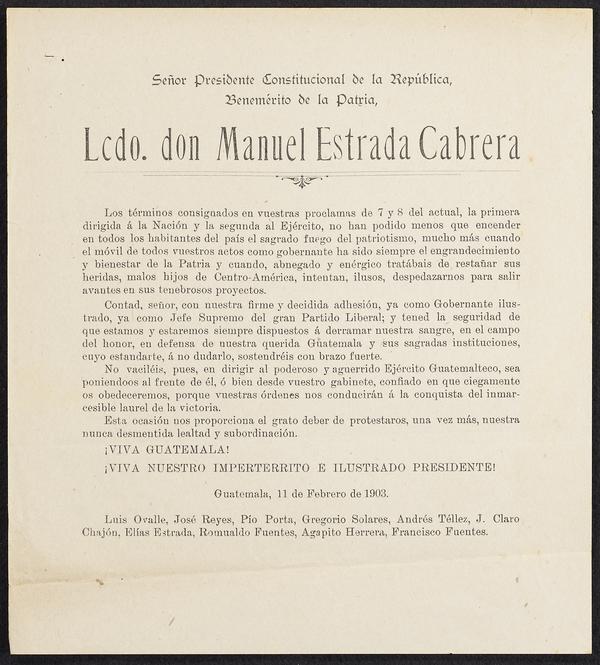 Señor Presidente Constitucional de la República,
Benemérito de la Patria,
Lcdo. don Manuel Estrada Cabrera
Los términos consignados en vuestras proclamas de 7 y 8 del actual, la primera
dirigida á la Nación y la segunda al Ejército, no han podido menos que encender
en todos los habitantes del país el sagrado fuego del patriotismo, mucho más cuando
el móvil de todos vuestros actos como gobernante ha sido siempre el engrandecimiento
y bienestar de la Patria y cuando, abnegado y enérgico tratábais de restañar sus
heridas, malos hijos de Centro-América, intentan, ilusos, despedazarnos para salir
avantes en sus tenebrosos proyectos.
Contad, señor, con nuestra firme y decidida adhesión, ya como Gobernante ilus-
trado, ya como Jefe Supremo del gran Partido Liberal; y tened la seguridad de
que estamos y estaremos siempre dispuestos á derramar nuestra sangre, en el campo
del honor, en defensa de nuestra querida Guatemala y sus sagradas instituciones,
cuyo estandarte, á no dudarlo, sostendréis con brazo fuerte.
No vaciléis, pues, en dirigir al poderoso y aguerrido Ejército Guatemalteco, sea
poniendoos al frente de él, ó bien desde vuestro gabinete, confiado en que ciegamente
os obedeceremos, porque vuestras órdenes nos conducirán á la conquista del inmar-
cesible laurel de la victoria.
Esta ocasión nos proporciona el grato deber de protestaros, una vez más, nuestra
nunca desmentida lealtad y subordinación.
¡VIVA GUATEMALA!
¡VIVA NUESTRO IMPERTERRITO E ILUSTRADO PRESIDENTE!
Guatemala, 11 de Febrero de 1903.
Luis Ovalle, José Reyes, Pío Porta, Gregorio Solares, Andrés Téllez, J. Claro
Chajón, Elías Estrada, Romualdo Fuentes, Agapito Herrera, Francisco Fuentes.